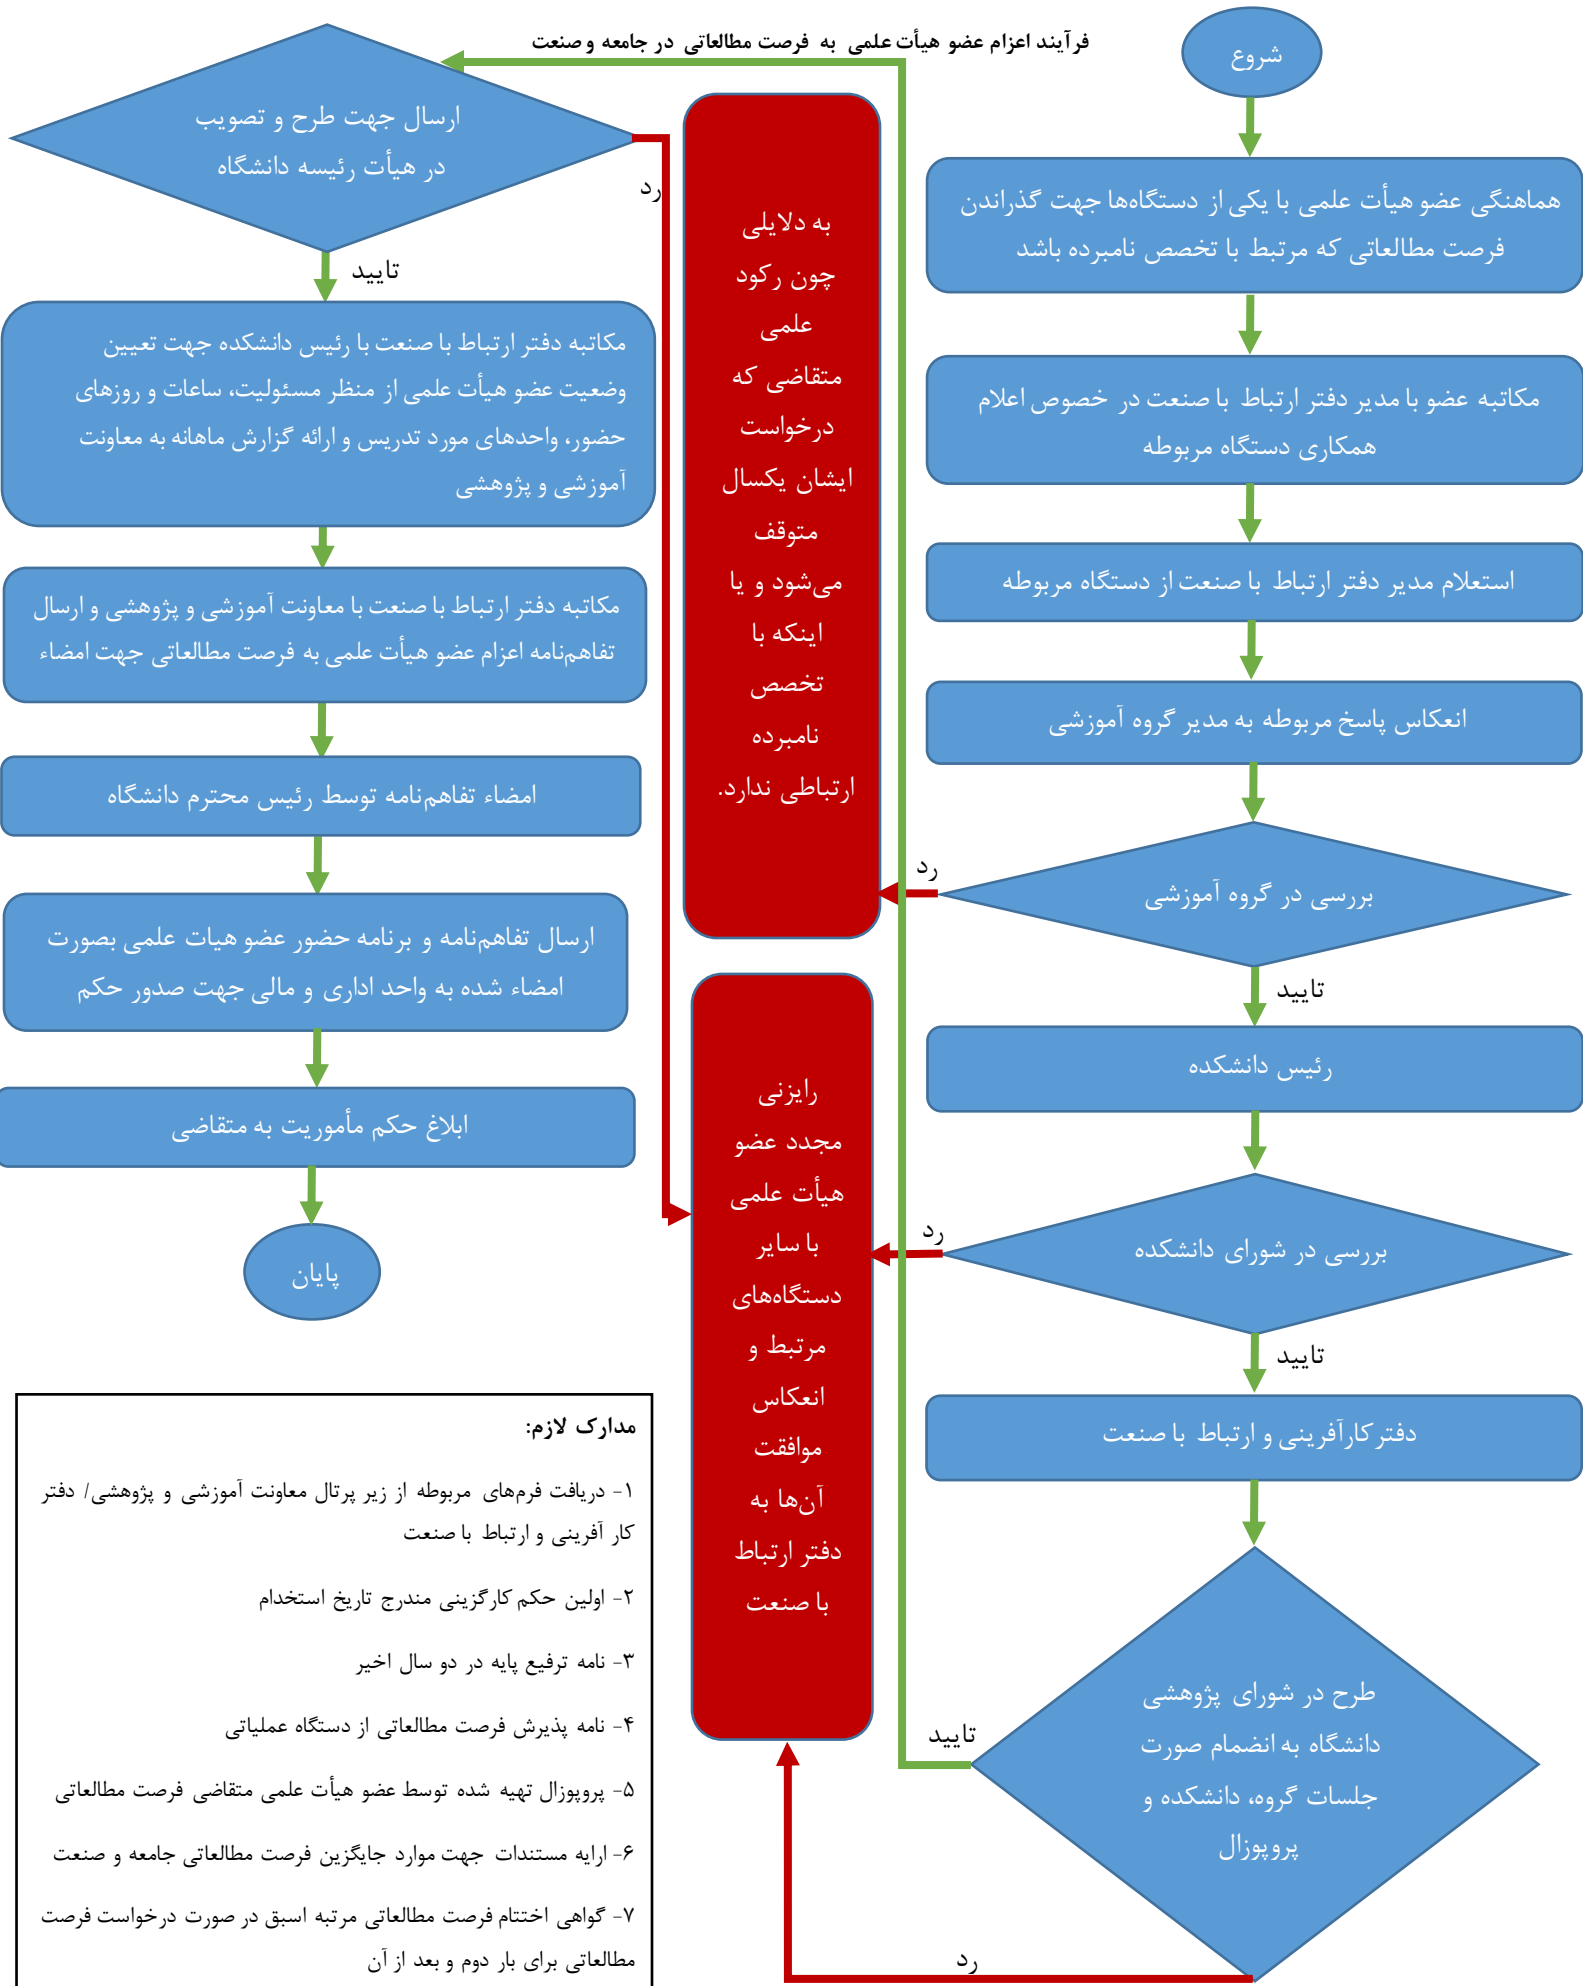 فرآیند اعزام عضو هیأت علمی به فرصت مطالعاتی در جامعه و صنعت
شروع
هماهنگی عضو هیأت علمی با یکی از دستگاه‌ها جهت گذراندن
فرصت مطالعاتی که مرتبط با تخصص نامبرده باشد
مکاتبه عضو با مدیر دفتر ارتباط با صنعت در خصوص اعلام
همکاری دستگاه مربوطه
استعلام مدیر دفتر ارتباط با صنعت از دستگاه مربوطه
انعکاس پاسخ مربوطه به مدیر گروه آموزشی
بررسی در گروه آموزشی
رد
تایید
رئیس دانشکده
بررسی در شورای دانشکده
رد
تایید
دفتر کارآفرینی و ارتباط با صنعت
طرح در شورای پژوهشی
دانشگاه به انضمام صورت
جلسات گروه، دانشکده و
پروپوزال
تایید
رد
به دلایلی
چون رکود
علمی
متقاضی که
درخواست
ایشان یکسال
متوقف
می‌شود و یا
اینکه با
تخصص
نامبرده
ارتباطی ندارد.
رایزنی
مجدد عضو
هیأت علمی
با سایر
دستگاه‌های
مرتبط و
انعکاس
موافقت
آن‌ها به
دفتر ارتباط
با صنعت
ارسال جهت طرح و تصویب
در هیأت رئیسه دانشگاه
رد
تایید
مکاتبه دفتر ارتباط با صنعت با رئیس دانشکده جهت تعیین
وضعیت عضو هیأت علمی از منظر مسئولیت، ساعات و روزهای
حضور، واحدهای مورد تدریس و ارائه گزارش ماهانه به معاونت
آموزشی و پژوهشی
مکاتبه دفتر ارتباط با صنعت با معاونت آموزشی و پژوهشی و ارسال
تفاهم‌نامه اعزام عضو هیأت علمی به فرصت مطالعاتی جهت امضاء
امضاء تفاهم‌نامه توسط رئیس محترم دانشگاه
ارسال تفاهم‌نامه و برنامه حضور عضو هیات علمی بصورت
امضاء شده به واحد اداری و مالی جهت صدور حکم
ابلاغ حکم مأموریت به متقاضی
پایان
مدارک لازم:
۱- دریافت فرم‌های مربوطه از زیر پرتال معاونت آموزشی و پژوهشی/ دفتر
کار آفرینی و ارتباط با صنعت
۲- اولین حکم کارگزینی مندرج تاریخ استخدام
۳- نامه ترفیع پایه در دو سال اخیر
۴- نامه پذیرش فرصت مطالعاتی از دستگاه عملیاتی
۵- پروپوزال تهیه شده توسط عضو هیأت علمی متقاضی فرصت مطالعاتی
۶- ارایه مستندات جهت موارد جایگزین فرصت مطالعاتی جامعه و صنعت
۷- گواهی اختتام فرصت مطالعاتی مرتبه اسبق در صورت درخواست فرصت
مطالعاتی برای بار دوم و بعد از آن